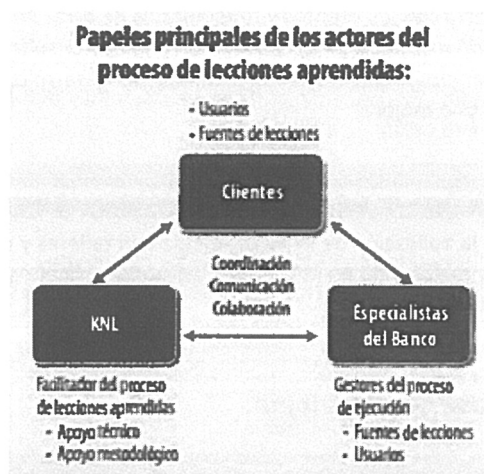 Papeles principales de los actores del
proceso de lecciones aprendidas:
- Usuarios
• Fuentes de lecciones
Clientes
Coordinación
Comunicación
Colaboración
KNL
Especialistas
del Banco
Facilitador del proceso
de lecciones aprendidas
• Apoyo técnico
• Apoyo metodológico
Gestores del proceso
de ejecución
• Fuentes de lecciones
• Usuarios